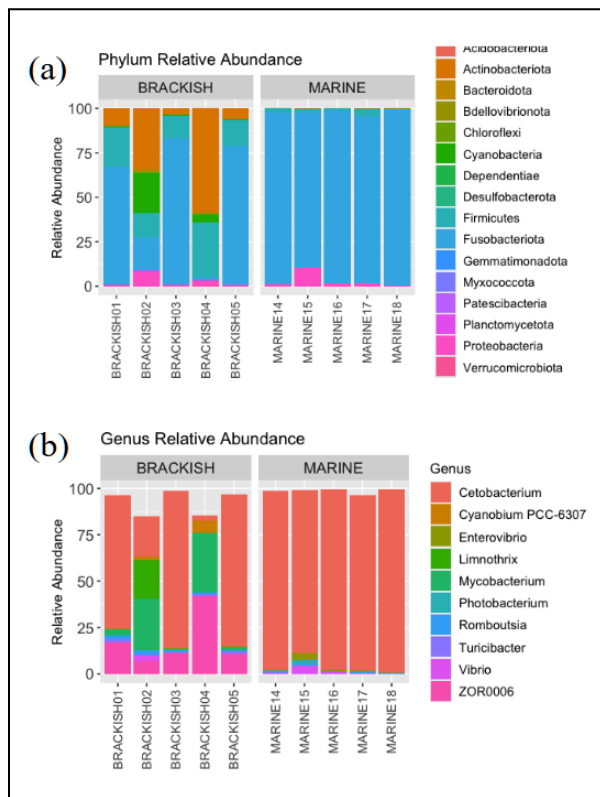 (a)
Phylum Relative Abundance
BRACKISH
MARINE
Relative Abundance
100
75
50
25
0
BRACKISH01
BRACKISH02
BRACKISH03
BRACKISH04
BRACKISH05
MARINE14
MARINE15
MARINE16
MARINE17
MARINE18
Acidobacteriota
Actinobacteriota
Bacteroidota
Bdellovibrionota
Chloroflexi
Cyanobacteria
Dependentiae
Desulfobacterota
Firmicutes
Fusobacteriota
Gemmatimonadota
Myxococcota
Patescibacteria
Planctomycetota
Proteobacteria
Verrucomicrobiota
(b)
Genus Relative Abundance
BRACKISH
MARINE
Relative Abundance
100
75
50
25
0
BRACKISH01
BRACKISH02
BRACKISH03
BRACKISH04
BRACKISH05
MARINE14
MARINE15
MARINE16
MARINE17
MARINE18
Genus
Cetobacterium
Cyanobium PCC-6307
Enterovibrio
Limnothrix
Mycobacterium
Photobacterium
Romboutsia
Turicibacter
Vibrio
ZOR0006